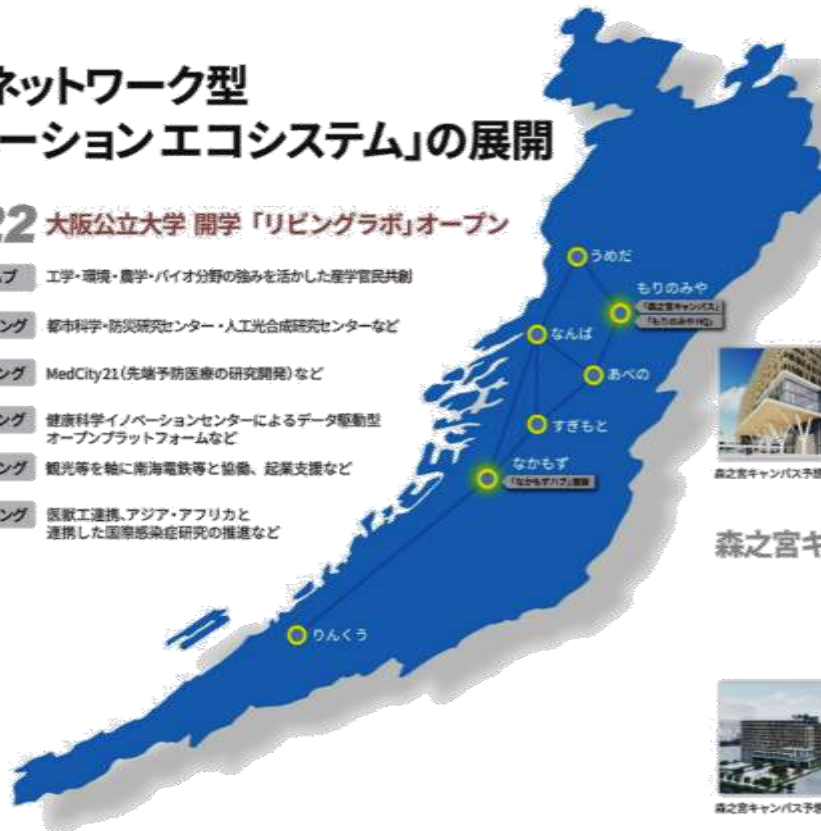 ネットワーク型
ーション エコシステム」の展開
22 大阪公立大学 開学「リビングラボ」オープン
ハブ 工学・環境・農学・バイオ分野の強みを活かした産学官民共創
ング 都市科学・防災研究センター・人工光合成研究センターなど
ング MedCity21(先端予防医療の研究開発)など
ング 健康科学イノベーションセンターによるデータ駆動型
オープンプラットフォームなど
ング 観光等を軸に南海電鉄等と協働、起業支援など
ング 医獣工連携、アジア・アフリカと
連携した国際感染症研究の推進など
うめだ
もりのみや
「森之宮キャンパス」
「もりのみやHQ」
なんば
あべの
すぎもと
なかもず
「なかもずハブ」
りんくう
森之宮キャンパス予想
森之宮キ
森之宮キャンパス予想